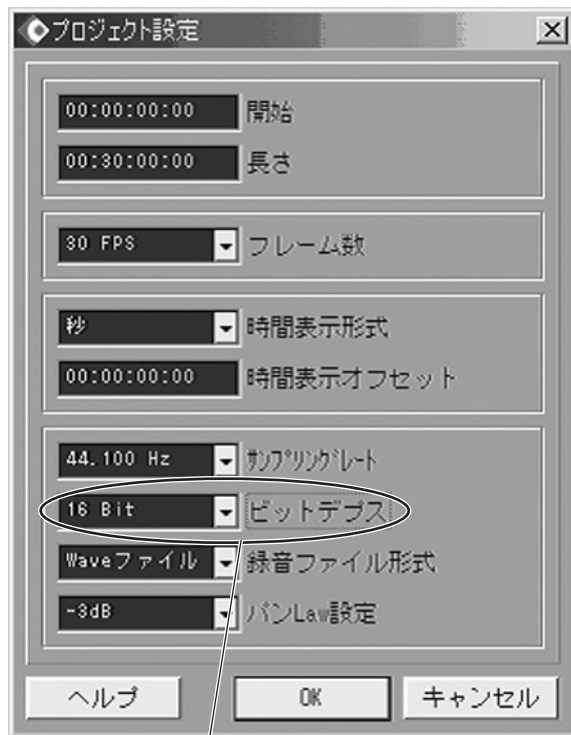 プロジェクト設定
00:00:00:00 開始
00:30:00:00 長さ
30 FPS フレーム数
秒 時間表示形式
00:00:00:00 時間表示オフセット
44.100 Hz サンプリングレート
16 Bit ビットデプス
Waveファイル 録音ファイル形式
-3dB パンLaw設定
ヘルプ OK キャンセル